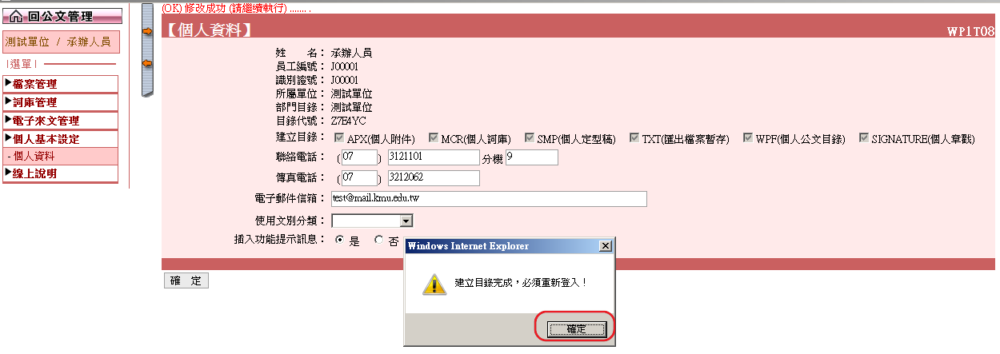 (OK) 修改成功 (請繼續執行) ....... .
回公文管理
測試單位 / 承辦人員
|選單|
▶檔案管理
▶詞庫管理
▶電子來文管理
▶個人基本設定
- 個人資料
▶線上說明
【個人資料】 WP1T08
姓 名： 承辦人員
員工編號： J00001
識別證號： J00001
所屬單位： 測試單位
部門目錄： 測試單位
目錄代號： Z7E4YC
建立目錄： APX(個人附件) MCR(個人詞庫) SMP(個人定型稿) TXT(匯出檔案暫存) WPF(個人公文目錄) SIGNATURE(個人章戳)
聯絡電話： (07) 3121101 分機 9
傳真電話： (07) 3212062
電子郵件信箱： test@mail.kmu.edu.tw
使用文別分類：
插入功能提示訊息： 是 否
確 定
Windows Internet Explorer
建立目錄完成，必須重新登入！
確定